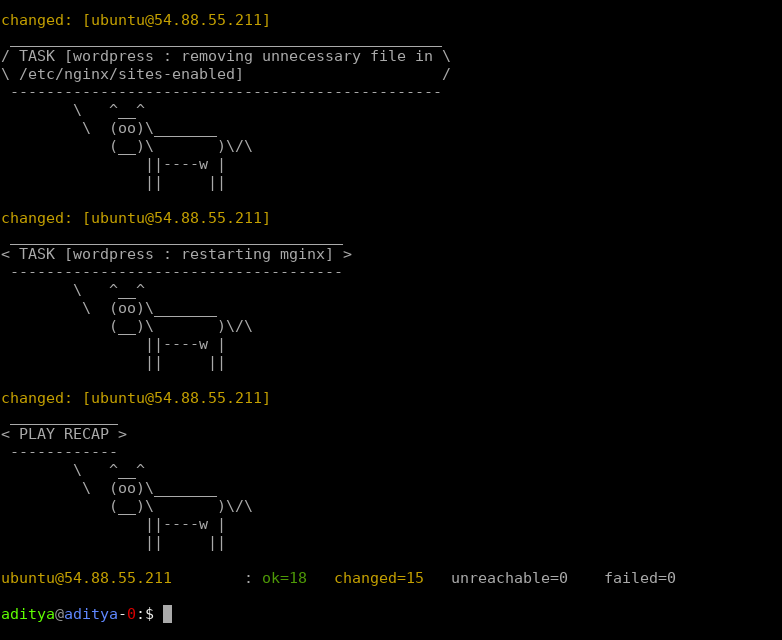 changed: [ubuntu@54.88.55.211]
 ________________________________________________
/ TASK [wordpress : removing unnecessary file in \
\ /etc/nginx/sites-enabled]                      /
 ------------------------------------------------
        \   ^__^
         \  (oo)\_______
            (__)\       )\/\
                ||----w |
                ||     ||

changed: [ubuntu@54.88.55.211]
 _____________________________________
< TASK [wordpress : restarting mginx] >
 -------------------------------------
        \   ^__^
         \  (oo)\_______
            (__)\       )\/\
                ||----w |
                ||     ||

changed: [ubuntu@54.88.55.211]
 ____________
< PLAY RECAP >
 ------------
        \   ^__^
         \  (oo)\_______
            (__)\       )\/\
                ||----w |
                ||     ||

ubuntu@54.88.55.211        : ok=18   changed=15   unreachable=0    failed=0

aditya@aditya-0:$